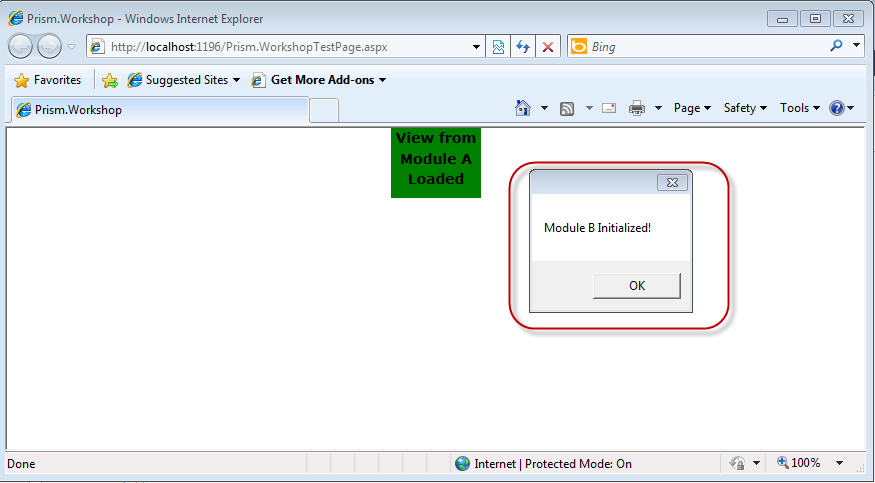 Prism.Workshop - Windows Internet Explorer
http://localhost:1196/Prism.WorkshopTestPage.aspx
Bing
Favorites
Suggested Sites
Get More Add-ons
Prism.Workshop
Page
Safety
Tools
View from
Module A
Loaded
Module B Initialized!
OK
Done
Internet | Protected Mode: On
100%